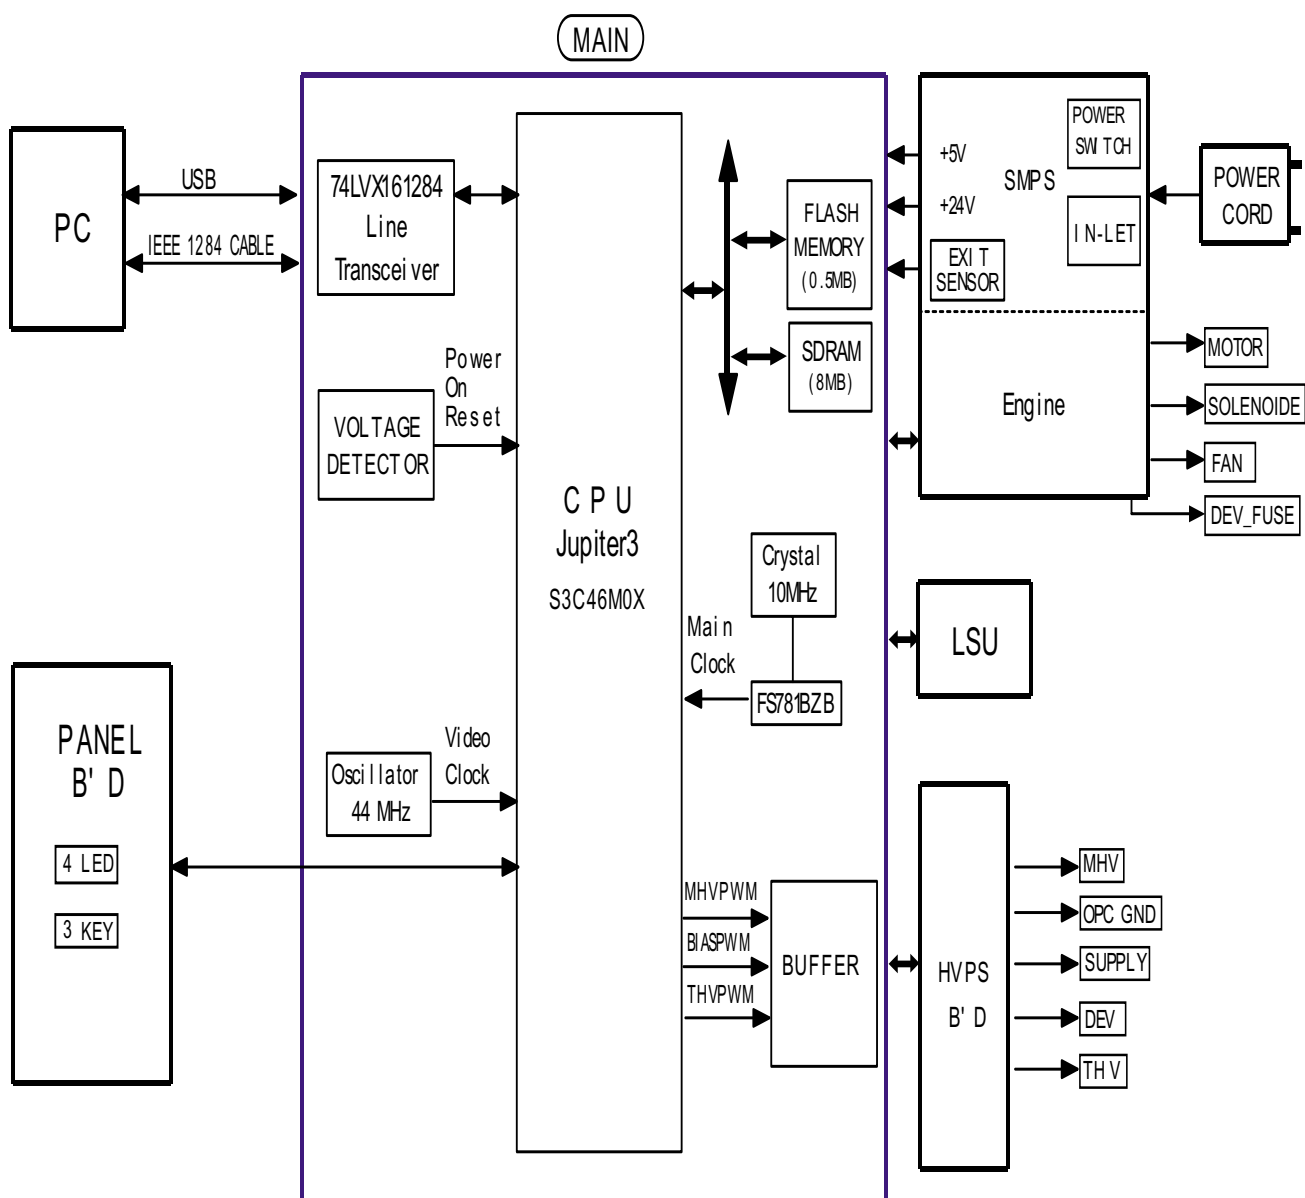 MAIN
PC
USB
IEEE 1284 CABLE
74LVX161284
Line
Transceiver
Power
On
Reset
VOLTAGE
DETECTOR
CPU
Jupiter3
S3C46M0X
FLASH
MEMORY
(0.5MB)
SDRAM
(8MB)
Crystal
10MHz
Main
Clock
FS781BZB
Video
Clock
Oscillator
44 MHz
PANEL
B'D
4 LED
3 KEY
MHVPWM
BIASPWM
THVPWM
BUFFER
+5V
+24V
SMPS
POWER
SWITCH
IN-LET
EXIT
SENSOR
POWER
CORD
Engine
MOTOR
SOLENOIDE
FAN
DEV_FUSE
LSU
HVPS
B'D
MHV
OPC GND
SUPPLY
DEV
THV